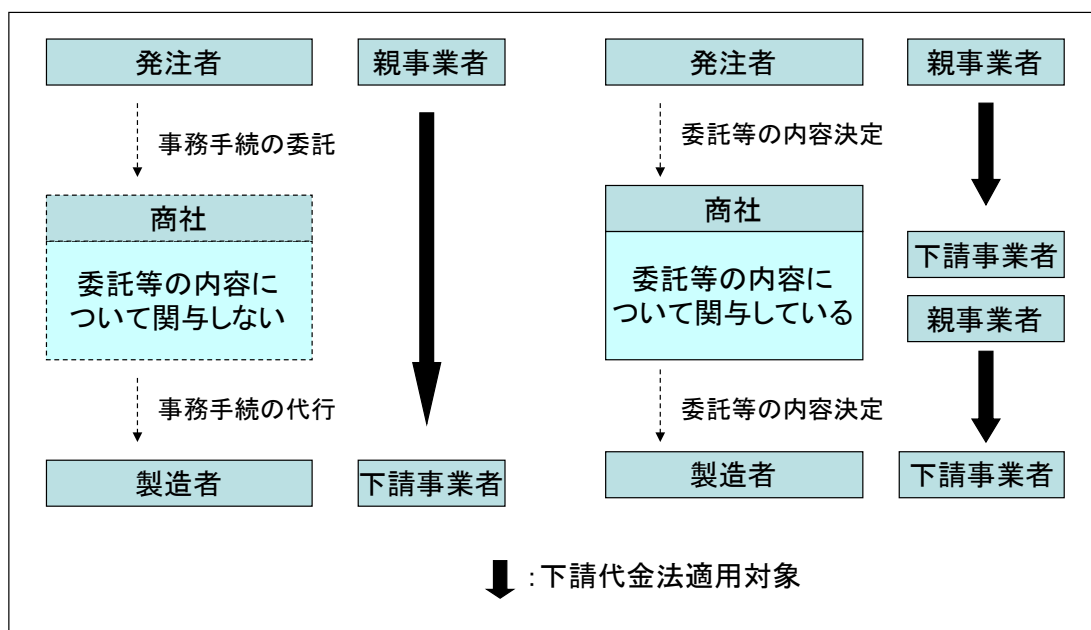 発注者
親事業者
事務手続の委託
商社
委託等の内容に
ついて関与しない
事務手続の代行
製造者
下請事業者
発注者
親事業者
委託等の内容決定
商社
委託等の内容に
ついて関与している
下請事業者
親事業者
委託等の内容決定
製造者
下請事業者
:下請代金法適用対象